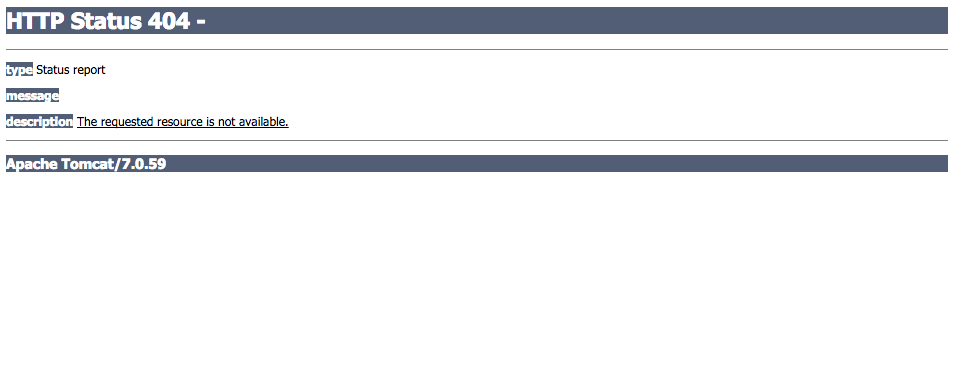 HTTP Status 404 -
type Status report
message
description The requested resource is not available.
Apache Tomcat/7.0.59